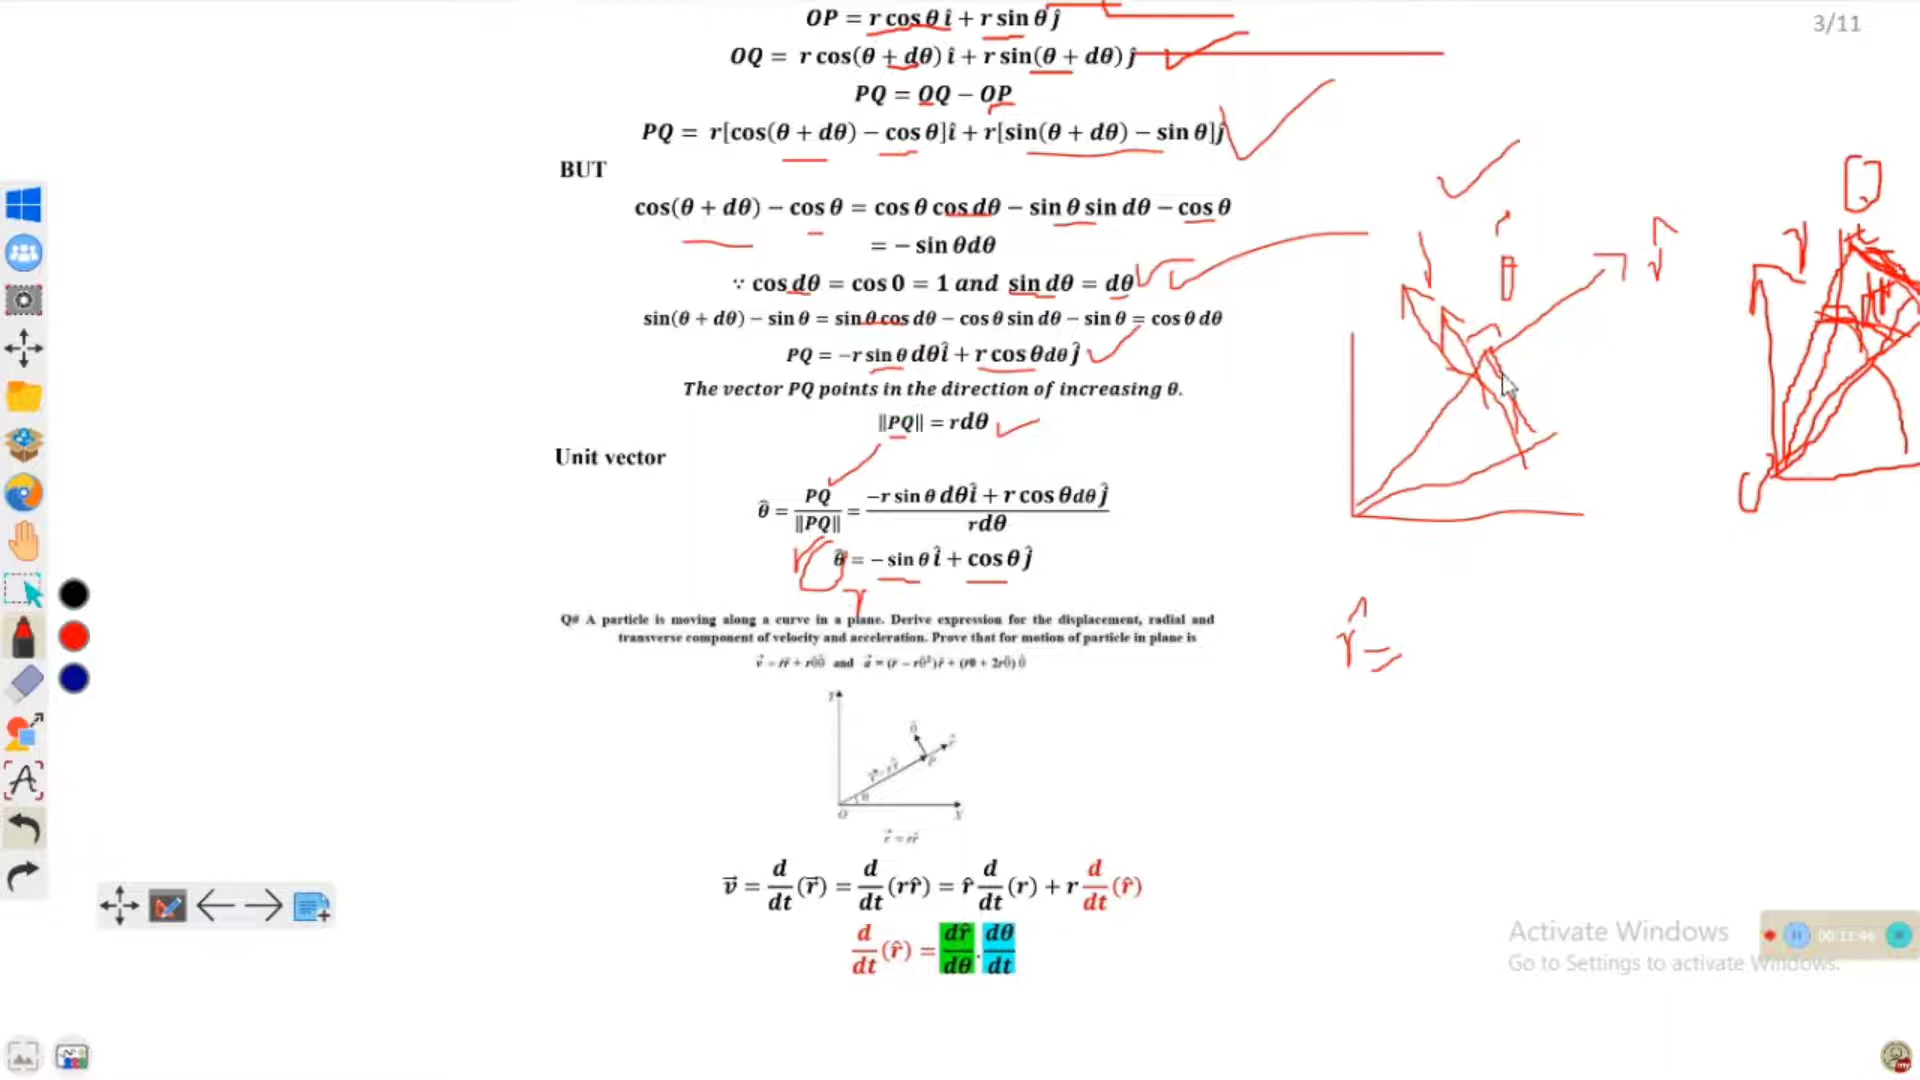 3/11
OP = r cos θ î + r sin θ ĵ
OQ = r cos(θ + dθ) î + r sin(θ + dθ) ĵ
PQ = OQ − OP
PQ = r[cos(θ + dθ) − cos θ]î + r[sin(θ + dθ) − sin θ]ĵ
BUT
cos(θ + dθ) − cos θ = cos θ cos dθ − sin θ sin dθ − cos θ
= − sin θdθ
∵ cos dθ = cos 0 = 1 and sin dθ = dθ
sin(θ + dθ) − sin θ = sin θ cos dθ − cos θ sin dθ − sin θ = cos θ dθ
PQ = −r sin θ dθî + r cos θdθ ĵ
The vector PQ points in the direction of increasing θ.
‖PQ‖ = rdθ
Unit vector
θ̂ = PQ / ‖PQ‖ = −r sin θ dθî + r cos θdθ ĵ / rdθ
θ̂ = − sin θ î + cos θ ĵ
Q# A particle is moving along a curve in a plane. Derive expression for the displacement, radial and
transverse component of velocity and acceleration. Prove that for motion of particle in plane is
and
Y
θ̂
r̂
P
θ
O
X
r⃗ = rr̂
v⃗ = d/dt (r⃗) = d/dt (rr̂) = r̂ d/dt (r) + r d/dt (r̂)
d/dt (r̂) = dr̂/dθ . dθ/dt
r̂
r̂ =
Q
O
Activate Windows
Go to Settings to activate Windows.
00:11:46